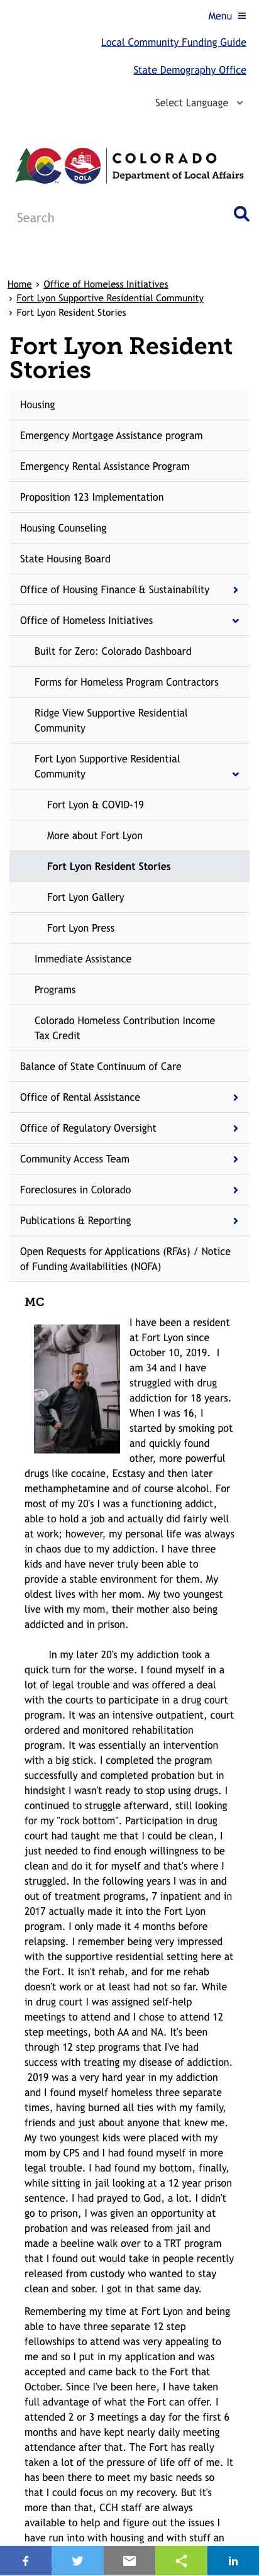 Menu
Local Community Funding Guide
State Demography Office
Select Language
COLORADO
Department of Local Affairs
C
DOLA
Search
Home › Office of Homeless Initiatives
› Fort Lyon Supportive Residential Community
› Fort Lyon Resident Stories
Fort Lyon Resident
Stories
Housing
Emergency Mortgage Assistance program
Emergency Rental Assistance Program
Proposition 123 Implementation
Housing Counseling
State Housing Board
Office of Housing Finance & Sustainability
Office of Homeless Initiatives
Built for Zero: Colorado Dashboard
Forms for Homeless Program Contractors
Ridge View Supportive Residential
Community
Fort Lyon Supportive Residential
Community
Fort Lyon & COVID-19
More about Fort Lyon
Fort Lyon Resident Stories
Fort Lyon Gallery
Fort Lyon Press
Immediate Assistance
Programs
Colorado Homeless Contribution Income
Tax Credit
Balance of State Continuum of Care
Office of Rental Assistance
Office of Regulatory Oversight
Community Access Team
Foreclosures in Colorado
Publications & Reporting
Open Requests for Applications (RFAs) / Notice
of Funding Availabilities (NOFA)
MC
I have been a resident
at Fort Lyon since
October 10, 2019.  I
am 34 and I have
struggled with drug
addiction for 18 years.
When I was 16, I
started by smoking pot
and quickly found
other, more powerful
drugs like cocaine, Ecstasy and then later
methamphetamine and of course alcohol. For
most of my 20's I was a functioning addict,
able to hold a job and actually did fairly well
at work; however, my personal life was always
in chaos due to my addiction. I have three
kids and have never truly been able to
provide a stable environment for them. My
oldest lives with her mom. My two youngest
live with my mom, their mother also being
addicted and in prison.
In my later 20's my addiction took a
quick turn for the worse. I found myself in a
lot of legal trouble and was offered a deal
with the courts to participate in a drug court
program. It was an intensive outpatient, court
ordered and monitored rehabilitation
program. It was essentially an intervention
with a big stick. I completed the program
successfully and completed probation but in
hindsight I wasn't ready to stop using drugs. I
continued to struggle afterward, still looking
for my "rock bottom". Participation in drug
court had taught me that I could be clean, I
just needed to find enough willingness to be
clean and do it for myself and that's where I
struggled. In the following years I was in and
out of treatment programs, 7 inpatient and in
2017 actually made it into the Fort Lyon
program. I only made it 4 months before
relapsing. I remember being very impressed
with the supportive residential setting here at
the Fort. It isn't rehab, and for me rehab
doesn't work or at least had not so far. While
in drug court I was assigned self-help
meetings to attend and I chose to attend 12
step meetings, both AA and NA. It's been
through 12 step programs that I've had
success with treating my disease of addiction.
2019 was a very hard year in my addiction
and I found myself homeless three separate
times, having burned all ties with my family,
friends and just about anyone that knew me.
My two youngest kids were placed with my
mom by CPS and I had found myself in more
legal trouble. I had found my bottom, finally,
while sitting in jail looking at a 12 year prison
sentence. I had prayed to God, a lot. I didn't
go to prison, I was given an opportunity at
probation and was released from jail and
made a beeline walk over to a TRT program
that I found out would take in people recently
released from custody who wanted to stay
clean and sober. I got in that same day.
Remembering my time at Fort Lyon and being
able to have three separate 12 step
fellowships to attend was very appealing to
me and so I put in my application and was
accepted and came back to the Fort that
October. Since I've been here, I have taken
full advantage of what the Fort can offer. I
attended 2 or 3 meetings a day for the first 6
months and have kept nearly daily meeting
attendance after that. The Fort has really
taken a lot of the pressure of life off of me. It
has been there to meet my basic needs so
that I could focus on my recovery. But it's
more than that, CCH staff are always
available to help and figure out the issues I
have run into with housing and with stuff an